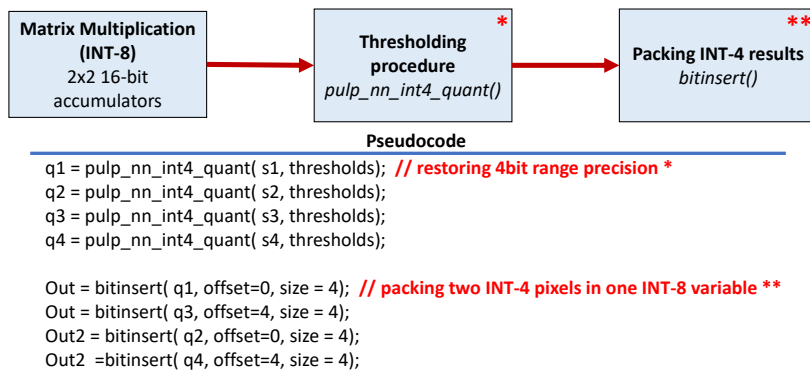 Matrix Multiplication
(INT-8)
2x2 16-bit
accumulators
*
Thresholding
procedure
pulp_nn_int4_quant()
**
Packing INT-4 results
bitinsert()
Pseudocode
q1 = pulp_nn_int4_quant( s1, thresholds); // restoring 4bit range precision *
q2 = pulp_nn_int4_quant( s2, thresholds);
q3 = pulp_nn_int4_quant( s3, thresholds);
q4 = pulp_nn_int4_quant( s4, thresholds);
Out = bitinsert( q1, offset=0, size = 4); // packing two INT-4 pixels in one INT-8 variable **
Out = bitinsert( q3, offset=4, size = 4);
Out2 = bitinsert( q2, offset=0, size = 4);
Out2 =bitinsert( q4, offset=4, size = 4);